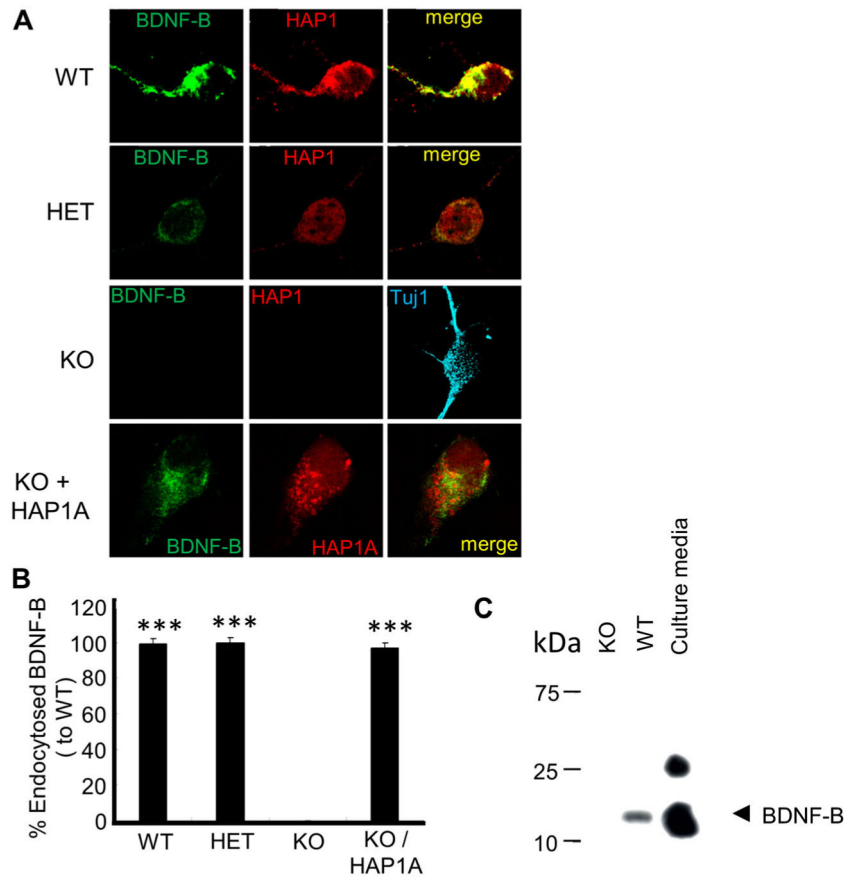 A
BDNF-B HAP1 merge
WT
BDNF-B HAP1 merge
HET
BDNF-B HAP1 Tuj1
KO
KO +
HAP1A
BDNF-B HAP1A merge
B
% Endocytosed BDNF-B
( to WT)
120
100
80
60
40
20
0
*** *** ***
WT HET KO KO /
HAP1A
C
kDa KO WT Culture media
75
25
10
BDNF-B